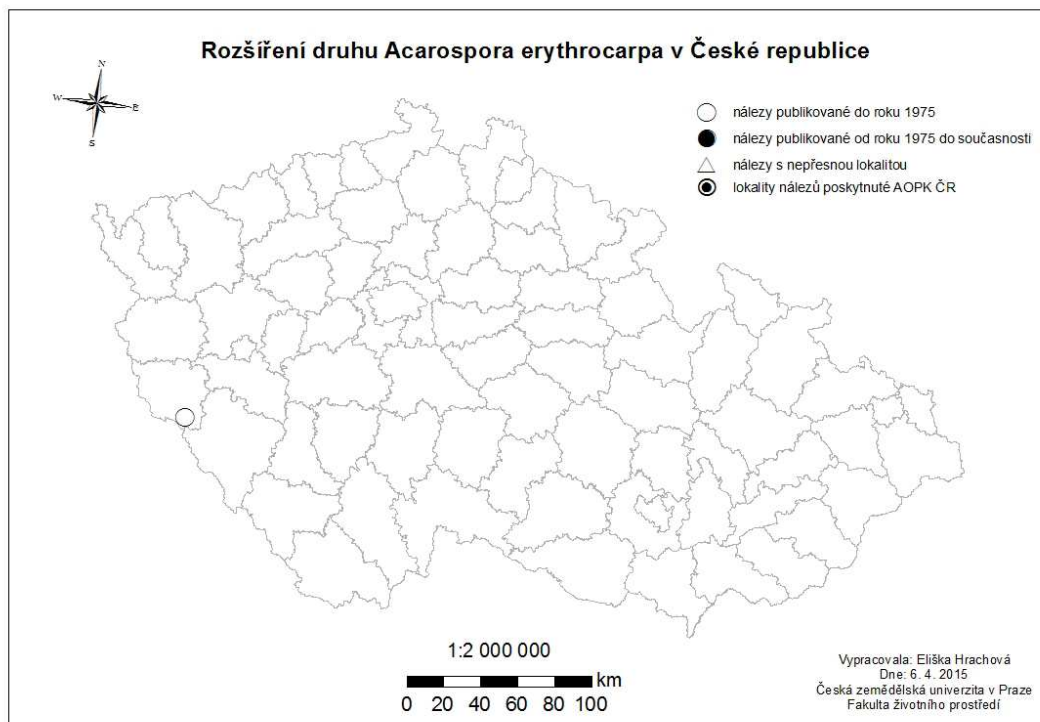 Rozšíření druhu Acarospora erythrocarpa v České republice
N
W
E
S
nálezy publikované do roku 1975
nálezy publikované od roku 1975 do současnosti
nálezy s nepřesnou lokalitou
lokality nálezů poskytnuté AOPK ČR
1:2 000 000
km
0 20 40 60 80 100
Vypracovala: Eliška Hrachová
Dne: 6. 4. 2015
Česká zemědělská univerzita v Praze
Fakulta životního prostředí